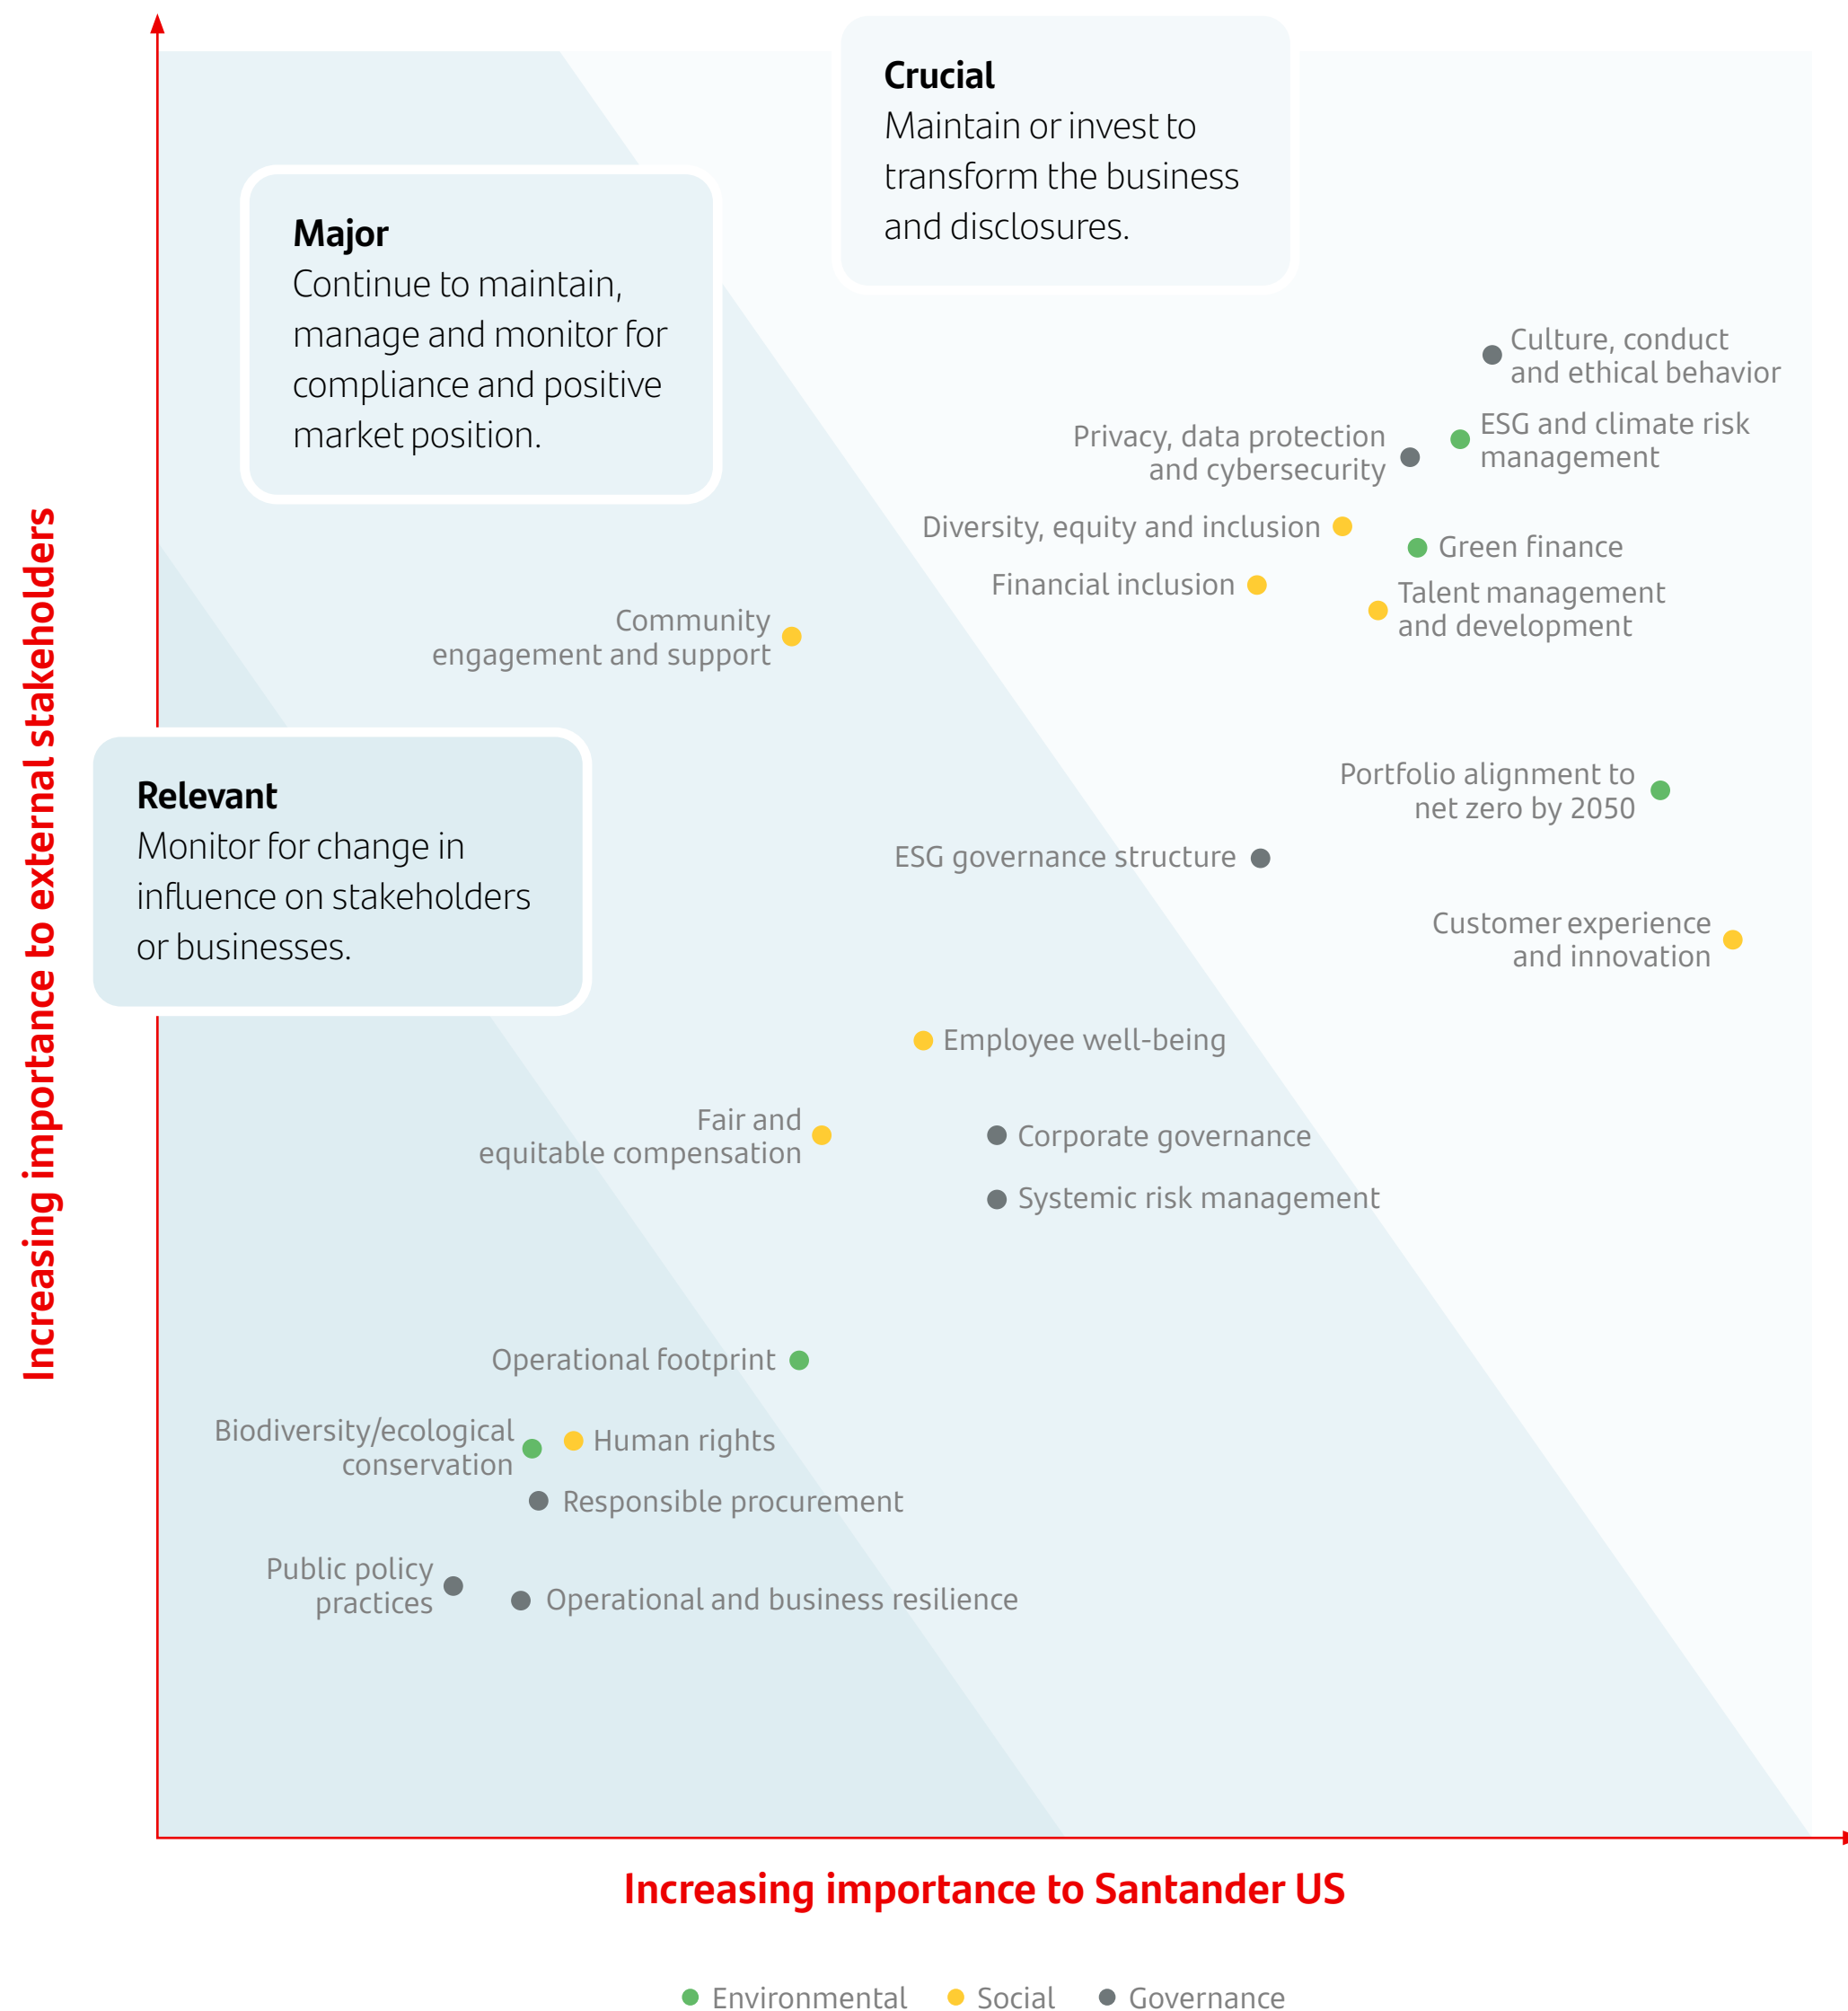 Crucial
Maintain or invest to
transform the business
and disclosures.
Major
Continue to maintain,
manage and monitor for
compliance and positive
market position.
Culture, conduct
and ethical behavior
ESG and climate risk
management
Privacy, data protection
and cybersecurity
Diversity, equity and inclusion
Green finance
Financial inclusion
Talent management
and development
Community
engagement and support
Relevant
Monitor for change in
influence on stakeholders
or businesses.
Portfolio alignment to
net zero by 2050
ESG governance structure
Customer experience
and innovation
Employee well-being
Fair and
equitable compensation
Corporate governance
Systemic risk management
Operational footprint
Biodiversity/ecological
conservation
Human rights
Responsible procurement
Public policy
practices
Operational and business resilience
Increasing importance to external stakeholders
Increasing importance to Santander US
Environmental
Social
Governance